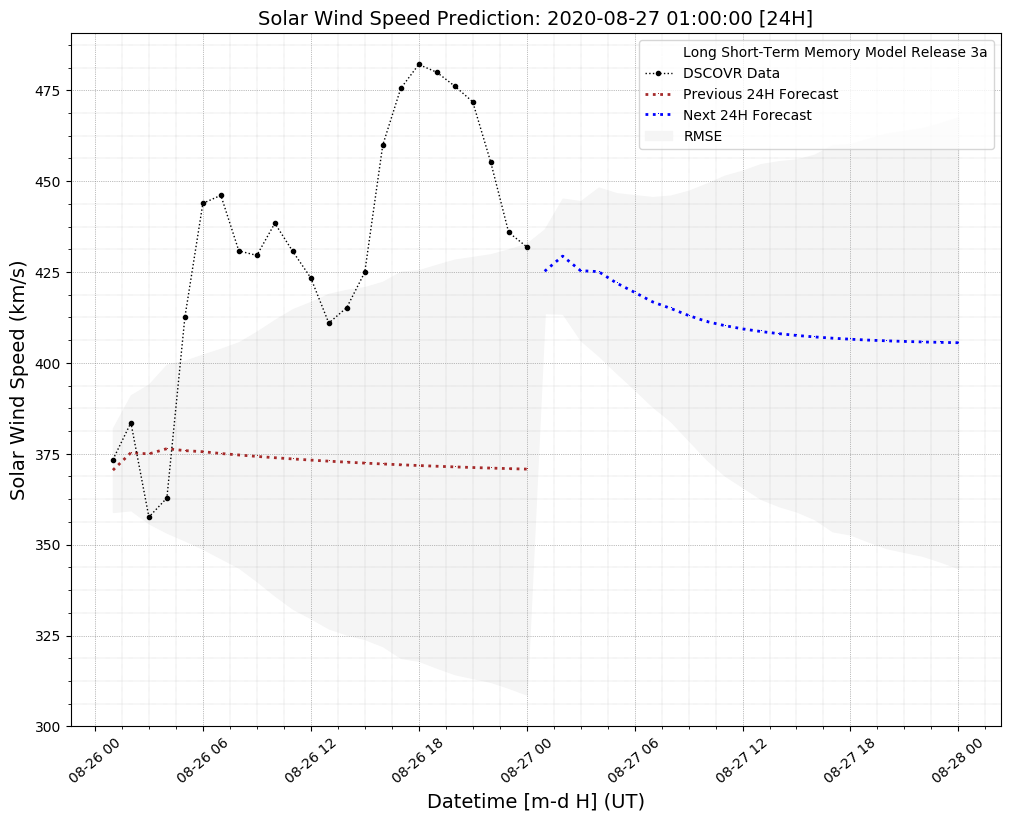 Solar Wind Speed Prediction: 2020-08-27 01:00:00 [24H]
Long Short-Term Memory Model Release 3a
DSCOVR Data
Previous 24H Forecast
Next 24H Forecast
RMSE
Solar Wind Speed (km/s)
475
450
425
400
375
350
325
300
08-26 00
08-26 06
08-26 12
08-26 18
08-27 00
08-27 06
08-27 12
08-27 18
08-28 00
Datetime [m-d H] (UT)